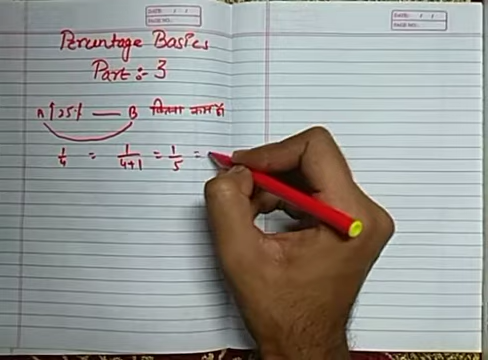 DATE: / /
PAGE NO.:
DATE: / /
PAGE NO.:
Percentage Basics
Part :- 3
A ↑ 25% — B कितना कम है
1/4 = 1/4+1 = 1/5 =